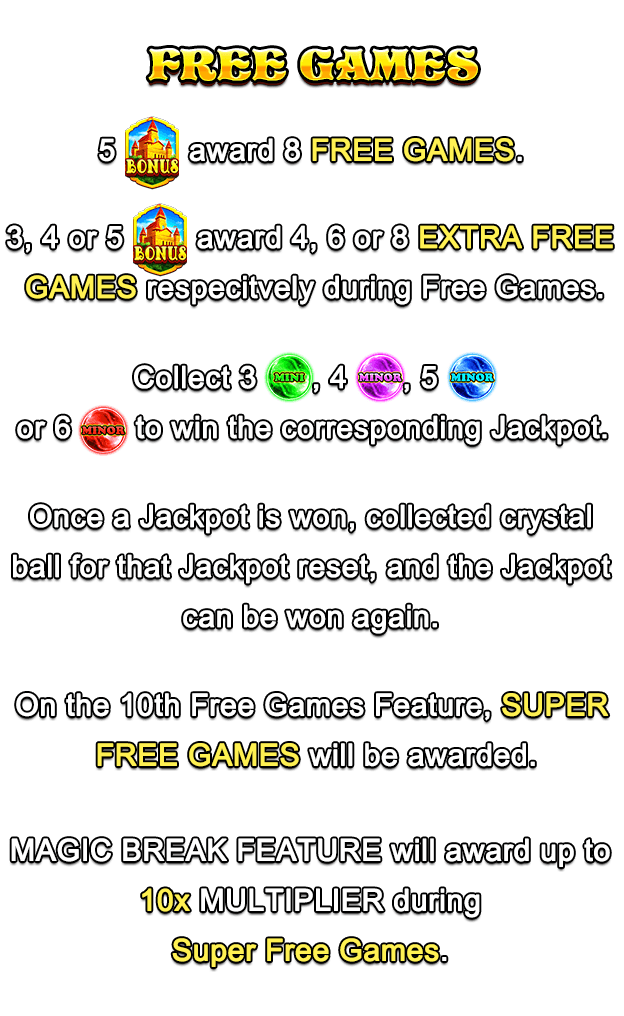 FREE GAMES
5 BONUS award 8 FREE GAMES.
3, 4 or 5 BONUS award 4, 6 or 8 EXTRA FREE
GAMES respecitvely during Free Games.
Collect 3 MINI, 4 MINOR, 5 MINOR
or 6 MINOR to win the corresponding Jackpot.
Once a Jackpot is won, collected crystal
ball for that Jackpot reset, and the Jackpot
can be won again.
On the 10th Free Games Feature, SUPER
FREE GAMES will be awarded.
MAGIC BREAK FEATURE will award up to
10x MULTIPLIER during
Super Free Games.